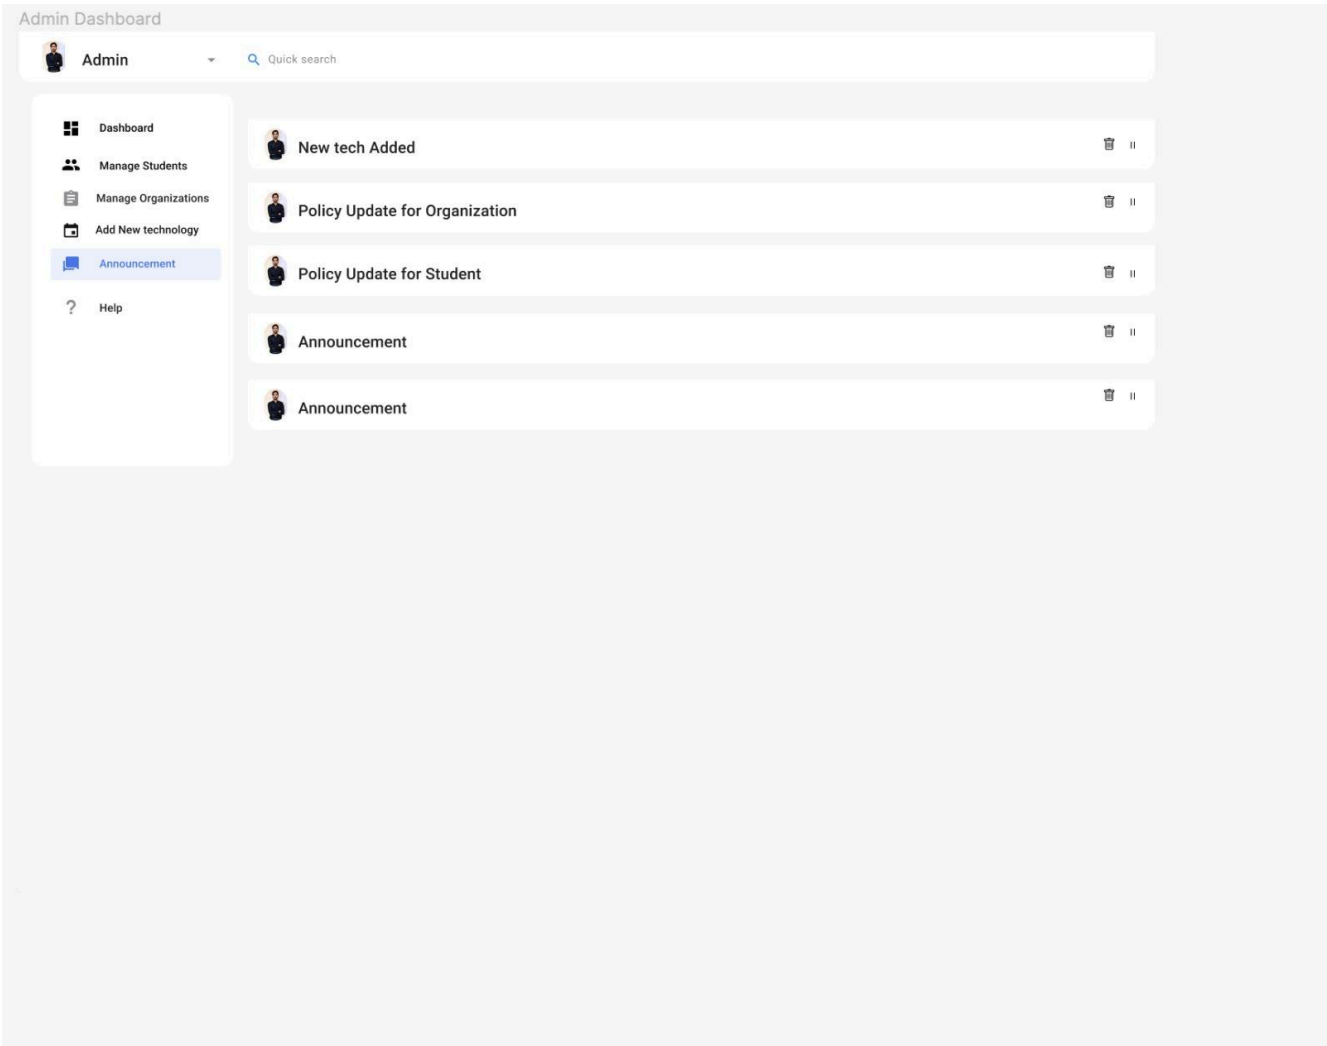 Admin Dashboard
Admin
Quick search
Dashboard
Manage Students
Manage Organizations
Add New technology
Announcement
Help
New tech Added
Policy Update for Organization
Policy Update for Student
Announcement
Announcement